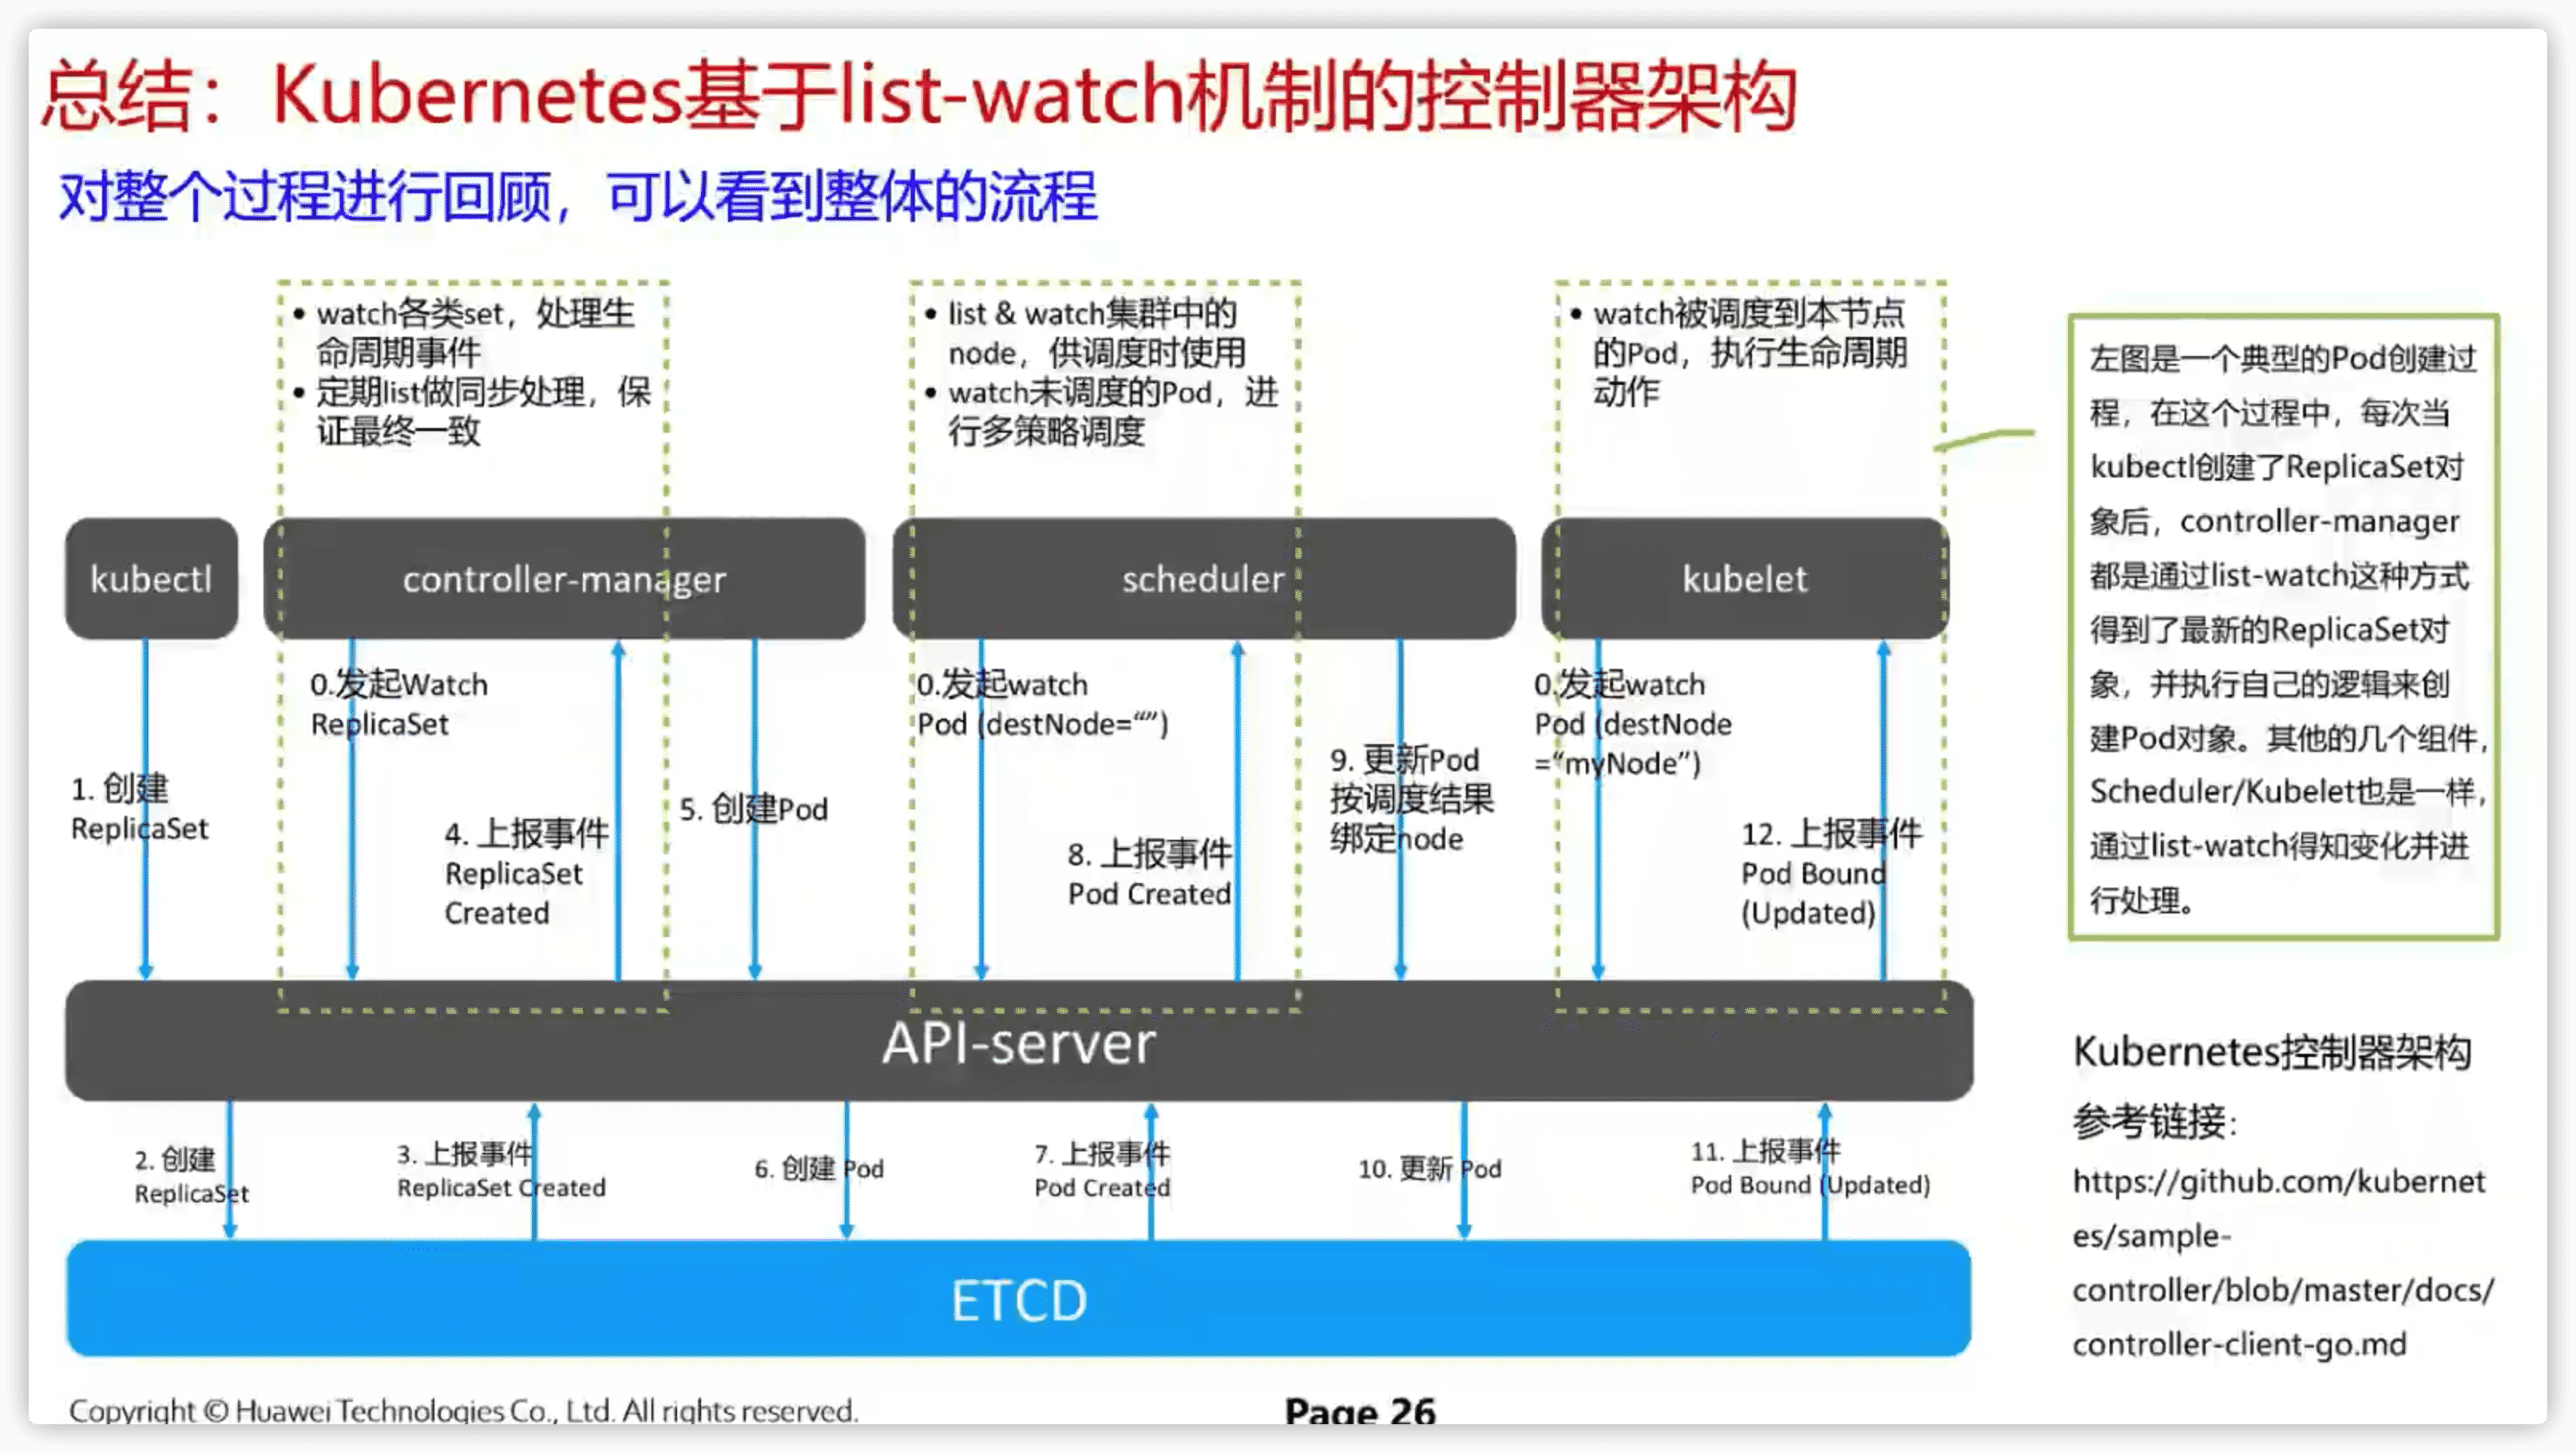 总结：Kubernetes基于list-watch机制的控制器架构
对整个过程进行回顾，可以看到整体的流程
• watch各类set，处理生
命周期事件
• 定期list做同步处理，保
证最终一致
• list & watch集群中的
node，供调度时使用
• watch未调度的Pod，进
行多策略调度
• watch被调度到本节点
的Pod，执行生命周期
动作
kubectl
controller-manager
scheduler
kubelet
1. 创建
ReplicaSet
0.发起Watch
ReplicaSet
4. 上报事件
ReplicaSet
Created
5. 创建Pod
0.发起watch
Pod (destNode=“”)
8. 上报事件
Pod Created
9. 更新Pod
按调度结果
绑定node
0.发起watch
Pod (destNode
=“myNode”)
12. 上报事件
Pod Bound
(Updated)
API-server
2. 创建
ReplicaSet
3. 上报事件
ReplicaSet Created
6. 创建 Pod
7. 上报事件
Pod Created
10. 更新 Pod
11. 上报事件
Pod Bound (Updated)
ETCD
左图是一个典型的Pod创建过
程，在这个过程中，每次当
kubectl创建了ReplicaSet对
象后，controller-manager
都是通过list-watch这种方式
得到了最新的ReplicaSet对
象，并执行自己的逻辑来创
建Pod对象。其他的几个组件，
Scheduler/Kubelet也是一样，
通过list-watch得知变化并进
行处理。
Kubernetes控制器架构
参考链接：
https://github.com/kubernet
es/sample-
controller/blob/master/docs/
controller-client-go.md
Copyright © Huawei Technologies Co., Ltd. All rights reserved.
Page 26